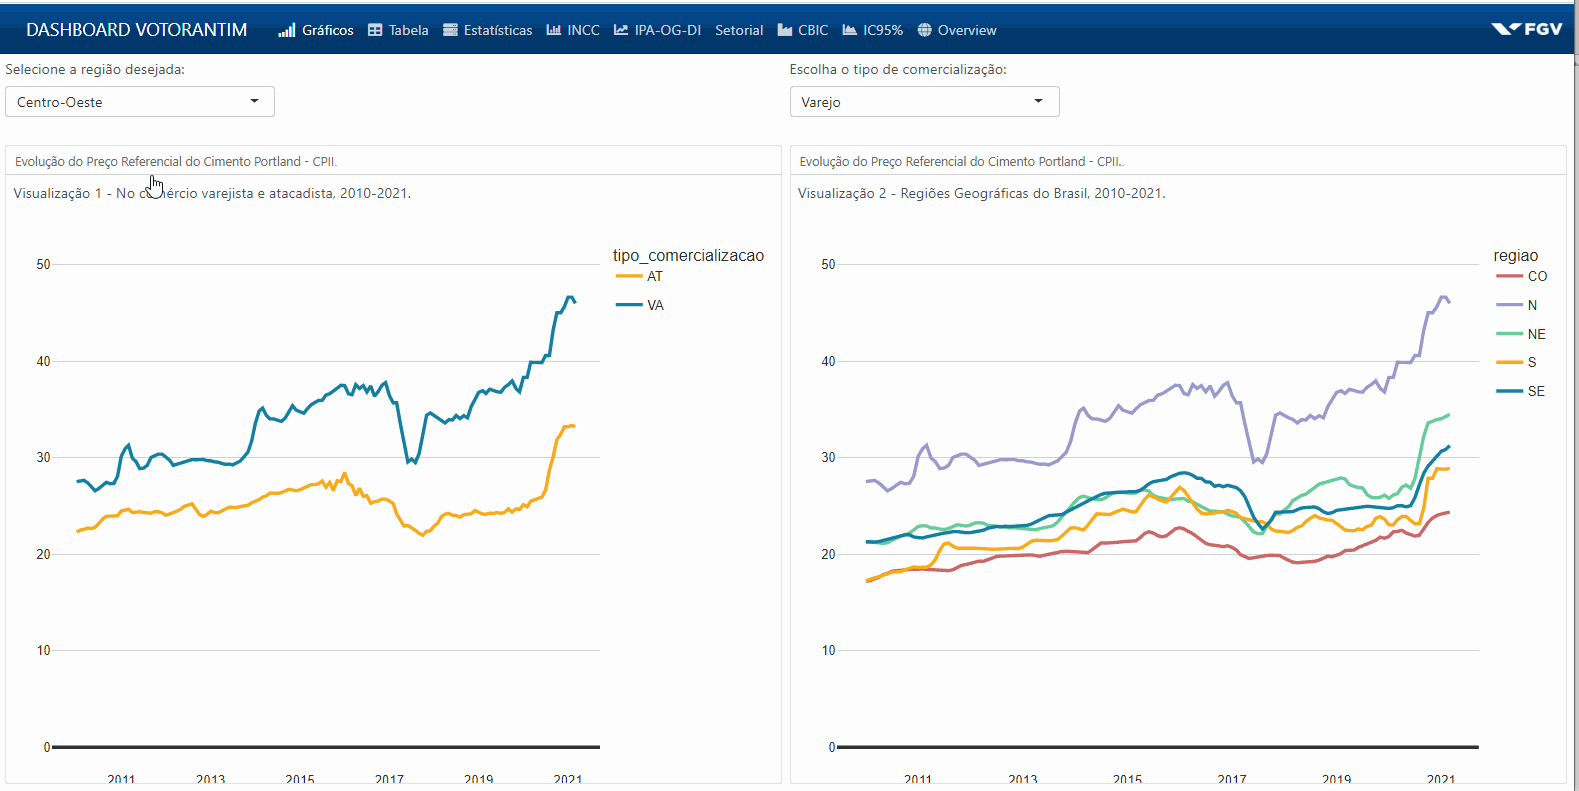 DASHBOARD VOTORANTIM Gráficos Tabela Estatísticas INCC IPA-OG-DI Setorial CBIC IC95% Overview FGV
Selecione a região desejada:
Centro-Oeste
Escolha o tipo de comercialização:
Varejo
Evolução do Preço Referencial do Cimento Portland - CPII.
Visualização 1 - No comércio varejista e atacadista, 2010-2021.
50
40
30
20
10
0
2011 2013 2015 2017 2019 2021
tipo_comercializacao
AT
VA
Evolução do Preço Referencial do Cimento Portland - CPII..
Visualização 2 - Regiões Geográficas do Brasil, 2010-2021.
50
40
30
20
10
0
2011 2013 2015 2017 2019 2021
regiao
CO
N
NE
S
SE